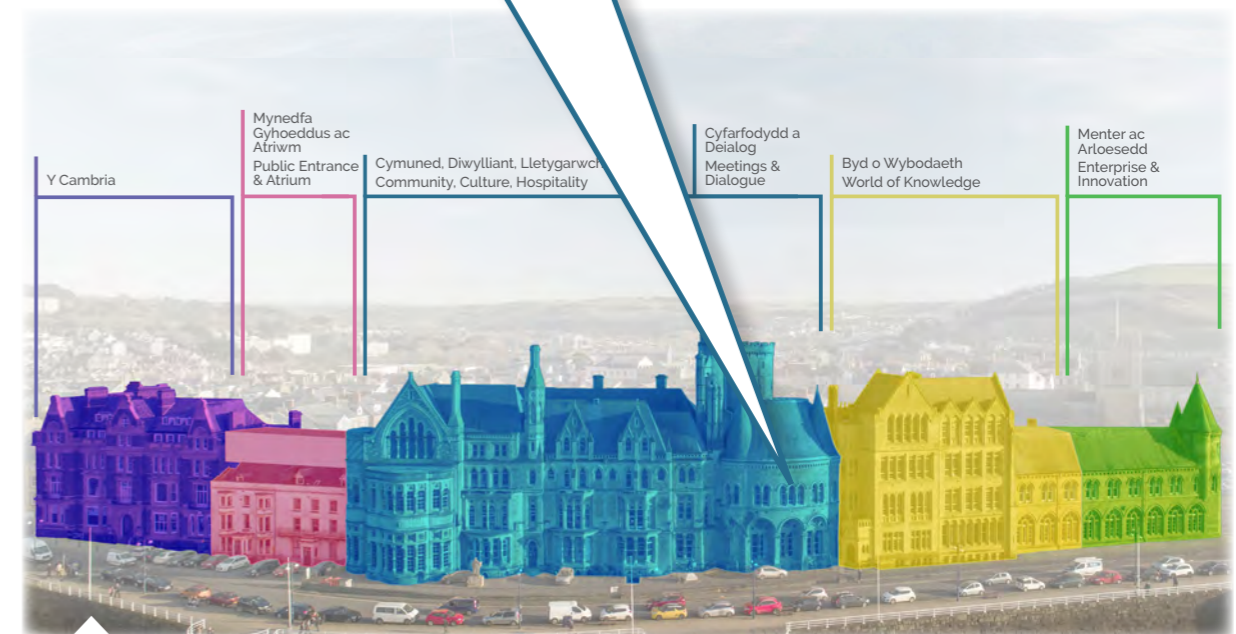 Y Cambria
Mynedfa
Gyhoeddus ac
Atriwm
Public Entrance
& Atrium
Cymuned, Diwylliant,
Community, Culture, Hospitality
Cyfarfodydd a
Deialog
Meetings &
Dialogue
Byd o Wybodaeth
World of Knowledge
Menter ac
Arloesedd
Enterprise &
Innovation